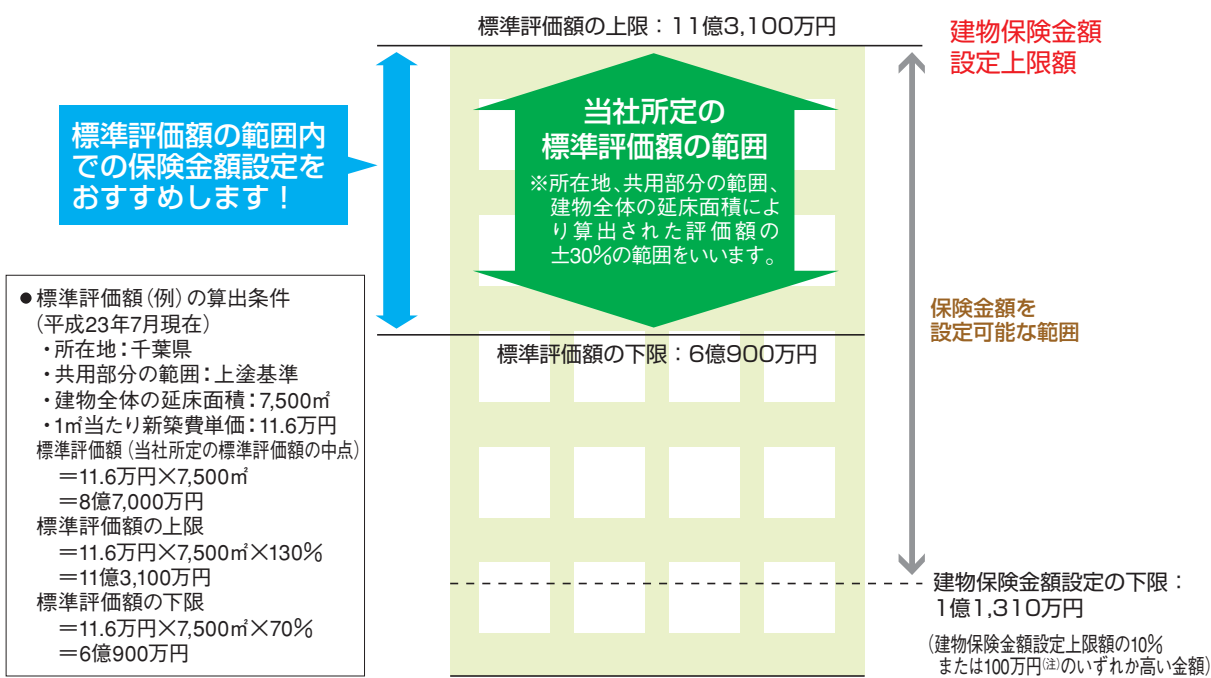 標準評価額の上限：11億3,100万円
建物保険金額
設定上限額
標準評価額の範囲内
での保険金額設定を
おすすめします！
当社所定の
標準評価額の範囲
※所在地、共用部分の範囲、
建物全体の延床面積によ
り算出された評価額の
±30%の範囲をいいます。
●標準評価額（例）の算出条件
（平成23年7月現在）
・所在地：千葉県
・共用部分の範囲：上塗基準
・建物全体の延床面積：7,500㎡
・1㎡当たり新築費単価：11.6万円
標準評価額（当社所定の標準評価額の中点）
＝11.6万円×7,500㎡
＝8億7,000万円
標準評価額の上限
＝11.6万円×7,500㎡×130%
＝11億3,100万円
標準評価額の下限
＝11.6万円×7,500㎡×70%
＝6億900万円
標準評価額の下限：6億900万円
保険金額を
設定可能な範囲
建物保険金額設定の下限：
1億1,310万円
（建物保険金額設定上限額の10%
または100万円(注)のいずれか高い金額）